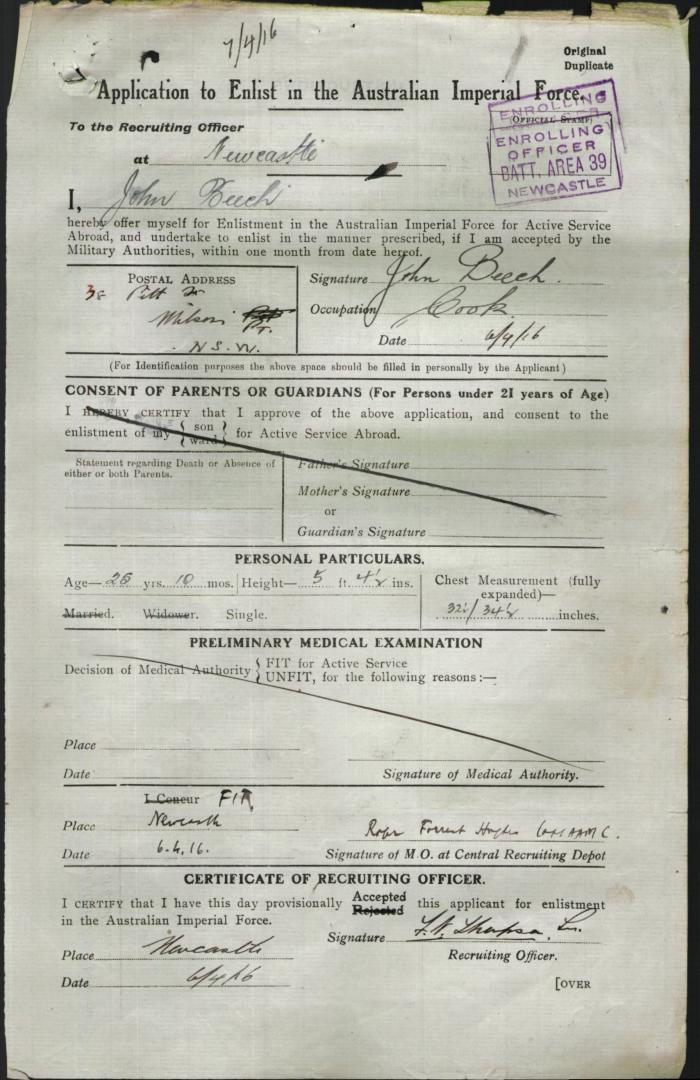 7/4/16
Original
Duplicate
Application to Enlist in the Australian Imperial Force.
(OFFICIAL STAMP)
ENROLLING
ENROLLING
OFFICER
BATT. AREA 39
NEWCASTLE
To the Recruiting Officer
at Newcastle
I, John Beech
hereby offer myself for Enlistment in the Australian Imperial Force for Active Service
Abroad, and undertake to enlist in the manner prescribed, if I am accepted by the
Military Authorities, within one month from date hereof.
POSTAL ADDRESS
Pitt
N.S.W.
Signature John Beech.
Occupation Cook
Date 6/4/16
(For Identification purposes the above space should be filled in personally by the Applicant)
CONSENT OF PARENTS OR GUARDIANS (For Persons under 21 years of Age)
I HEREBY CERTIFY that I approve of the above application, and consent to the
enlistment of my { son ward } for Active Service Abroad.
Statement regarding Death or Absence of
either or both Parents.
Father's Signature
Mother's Signature
or
Guardian's Signature
PERSONAL PARTICULARS.
Age— 25 yrs. 10 mos. Height— 5 ft. 4½ ins.
Chest Measurement (fully
expanded)—
32½/34½ inches.
Married. Widower. Single.
PRELIMINARY MEDICAL EXAMINATION
Decision of Medical Authority { FIT for Active Service
UNFIT, for the following reasons :—
Place
Date
Signature of Medical Authority.
I Concur FIT
Place Newcastle
Date 6.4.16.
Forrest Hughes Capt AAMC.
Signature of M.O. at Central Recruiting Depot
CERTIFICATE OF RECRUITING OFFICER.
I CERTIFY that I have this day provisionally Accepted Rejected this applicant for enlistment
in the Australian Imperial Force.
Signature
Recruiting Officer.
Place Newcastle
Date 6/4/16
[OVER